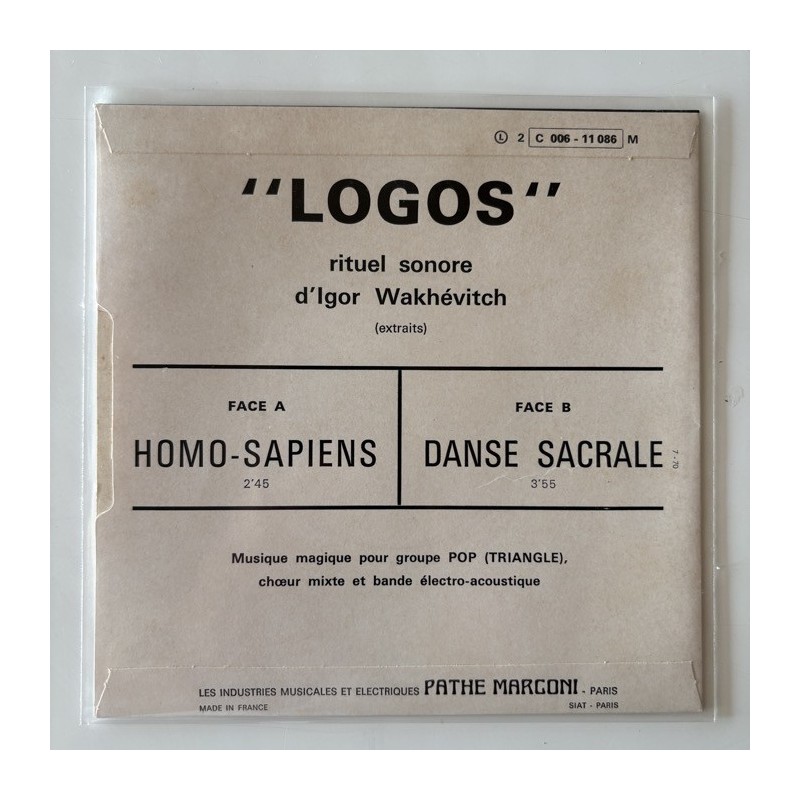 Ⓛ 2 C 006 - 11 086 M
"LOGOS"
rituel sonore
d'Igor Wakhévitch
(extraits)
FACE A
HOMO-SAPIENS
2'45
FACE B
DANSE SACRALE
3'55
7 - 70
Musique magique pour groupe POP (TRIANGLE),
chœur mixte et bande électro-acoustique
LES INDUSTRIES MUSICALES ET ELECTRIQUES PATHE MARCONI - PARIS
MADE IN FRANCE
SIAT - PARIS